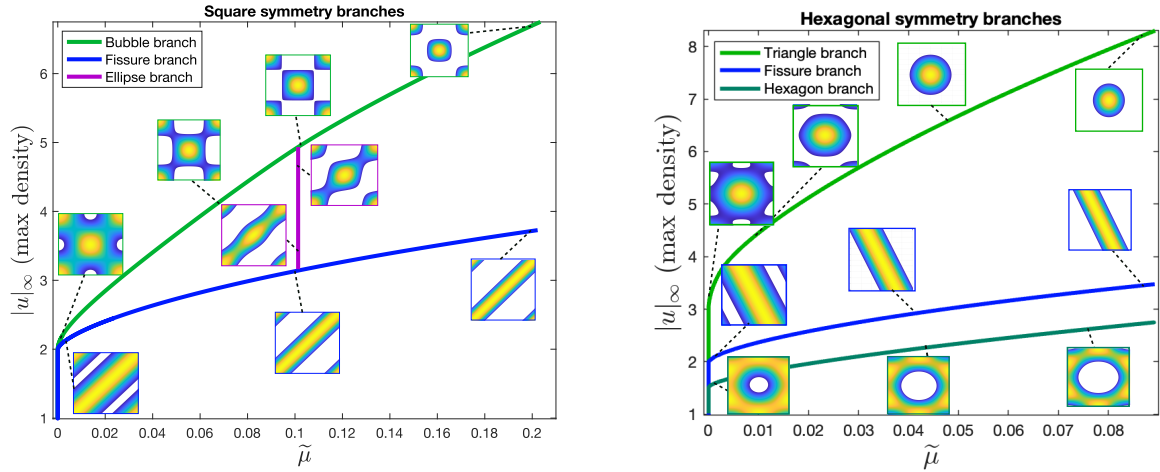 Square symmetry branches
Bubble branch
Fissure branch
Ellipse branch
6
5
4
3
2
1
|u|∞ (max density)
0
0.02
0.04
0.06
0.08
0.1
0.12
0.14
0.16
0.18
0.2
μ̃
Hexagonal symmetry branches
Triangle branch
Fissure branch
Hexagon branch
8
7
6
5
4
3
2
1
|u|∞ (max density)
0
0.01
0.02
0.03
0.04
0.05
0.06
0.07
0.08
μ̃